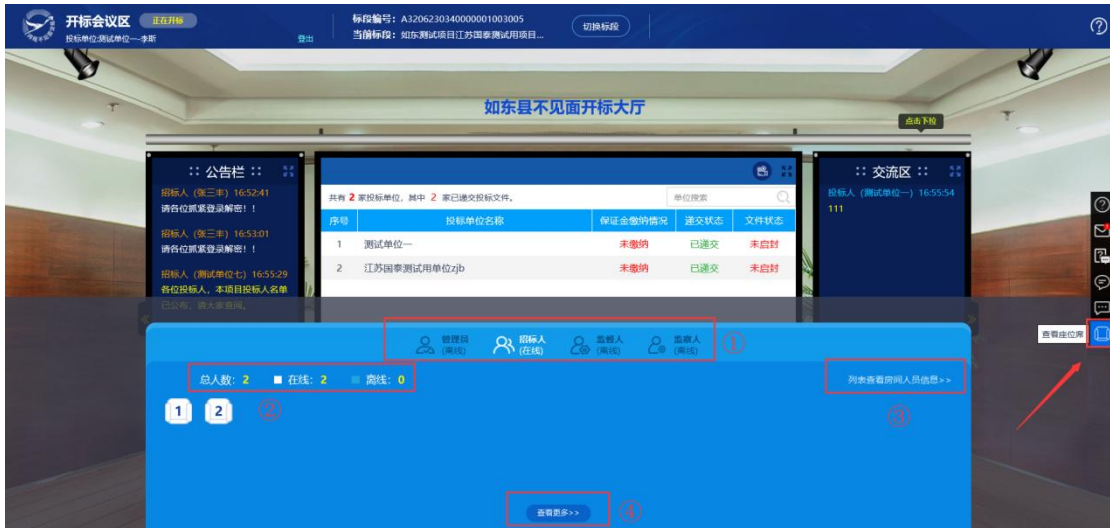 开标会议区 正在开标
投标单位:测试单位一-李斯
登出
标段编号：A3206230340000001003005
当前标段：如东测试项目江苏国泰测试用项目...
切换标段
如东县不见面开标大厅
点击下拉
:: 公告栏 ::
招标人（张三丰）16:52:41
请各位抓紧登录解密！！
招标人（张三丰）16:53:01
请各位抓紧登录解密！！
招标人（测试单位七）16:55:29
各位投标人，本项目投标人名单
已公布，请大家查阅。
共有 2 家投标单位，其中 2 家已递交投标文件。
单位搜索
序号 投标单位名称 保证金缴纳情况 递交状态 文件状态
1 测试单位一 未缴纳 已递交 未启封
2 江苏国泰测试用单位zjb 未缴纳 已递交 未启封
:: 交流区 ::
投标人（测试单位一）16:55:54
111
查看座位席
管理员
(离线)
招标人
(在线)
监督人
(离线)
监察人
(离线)
①
总人数：2 在线：2 离线：0
列表查看房间人员信息>>
1 2
②
③
查看更多>>
④